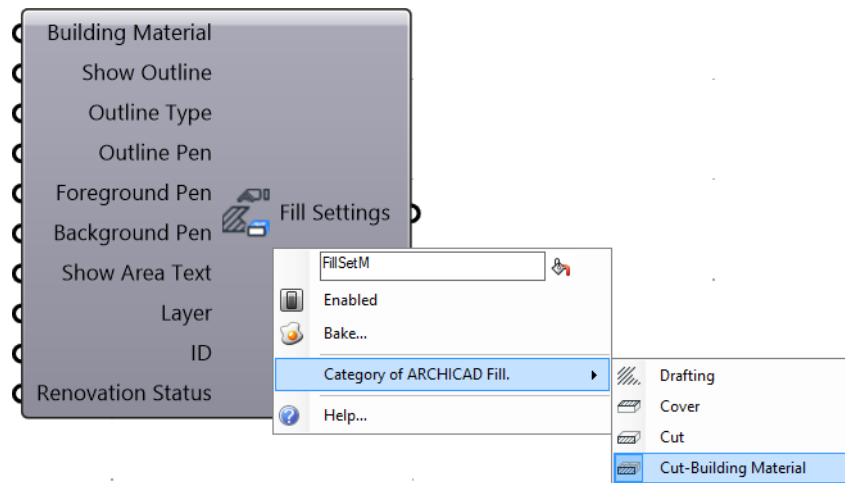 Building Material
Show Outline
Outline Type
Outline Pen
Foreground Pen
Background Pen
Show Area Text
Layer
ID
Renovation Status
Fill Settings
FillSetM
Enabled
Bake...
Category of ARCHICAD Fill.
Help...
Drafting
Cover
Cut
Cut-Building Material